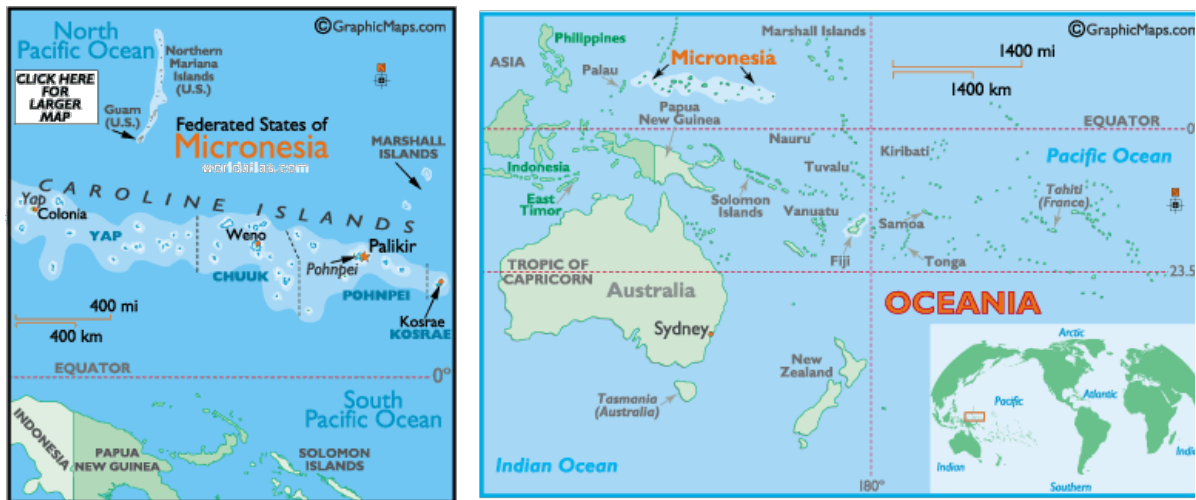 ©GraphicMaps.com
North
Pacific Ocean
Northern
Mariana
Islands
(U.S.)
CLICK HERE
FOR
LARGER
MAP
N
Guam
(U.S.)
Federated States of
Micronesia
worldatlas.com
MARSHALL
ISLANDS
CAROLINE ISLANDS
Yap
Colonia
YAP
Weno
Palikir
Pohnpei
CHUUK
POHNPEI
Kosrae
KOSRAE
400 mi
400 km
EQUATOR
0°
South
Pacific Ocean
INDONESIA
PAPUA
NEW GUINEA
SOLOMON
ISLANDS
©GraphicMaps.com
Philippines
Marshall Islands
1400 mi
1400 km
ASIA
Palau
Micronesia
Papua
New Guinea
EQUATOR
0
Nauru
Kiribati
Pacific Ocean
Indonesia
Tuvalu
East
Timor
Solomon
Islands
Vanuatu
Samoa
Tahiti
(France)
N
Fiji
Tonga
TROPIC OF
CAPRICORN
23.5
Australia
OCEANIA
Sydney
New
Zealand
Tasmania
(Australia)
Indian Ocean
180°
Arctic
Pacific
Atlantic
Indian
Indi
Southern